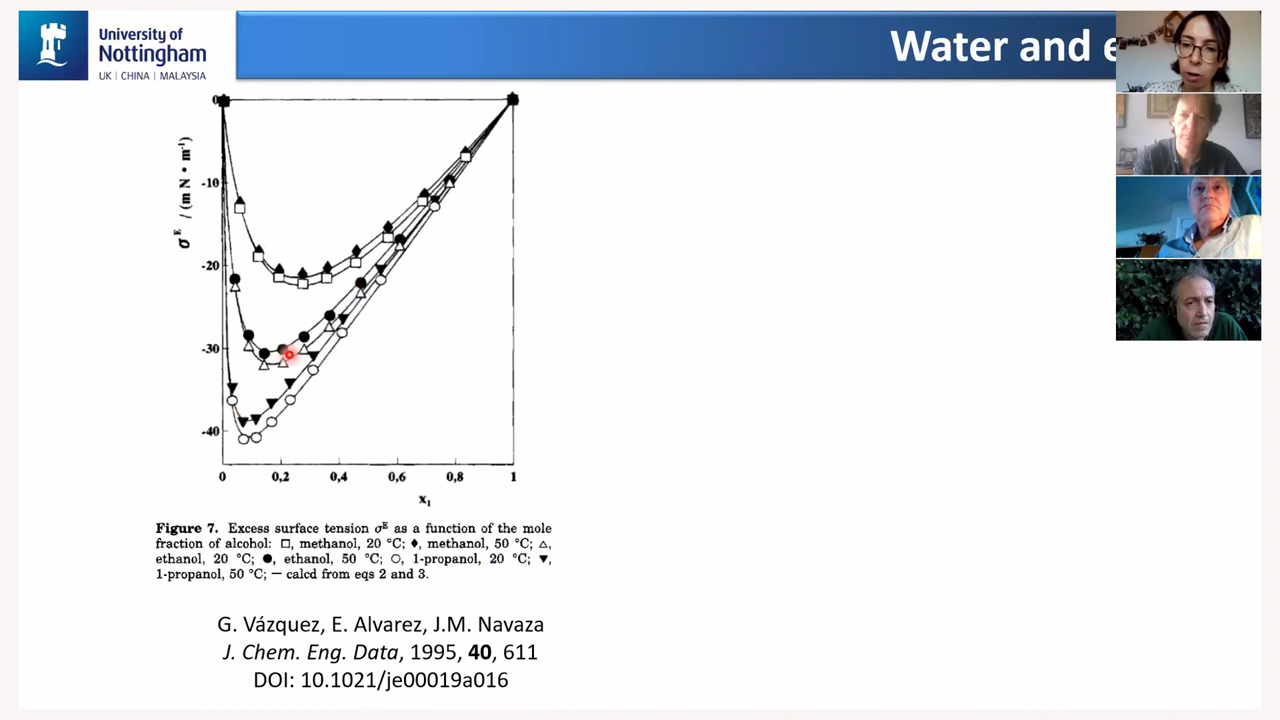 University of
Nottingham
UK | CHINA | MALAYSIA
Water and e
0
-10
-20
-30
-40
σᴱ / (mN • m⁻¹)
0
0,2
0,4
0,6
0,8
1
x₁
Figure 7. Excess surface tension σᴱ as a function of the mole
fraction of alcohol: □, methanol, 20 °C; ♦, methanol, 50 °C; △,
ethanol, 20 °C; ●, ethanol, 50 °C; ○, 1-propanol, 20 °C; ▼,
1-propanol, 50 °C; — calcd from eqs 2 and 3.
G. Vázquez, E. Alvarez, J.M. Navaza
J. Chem. Eng. Data, 1995, 40, 611
DOI: 10.1021/je00019a016